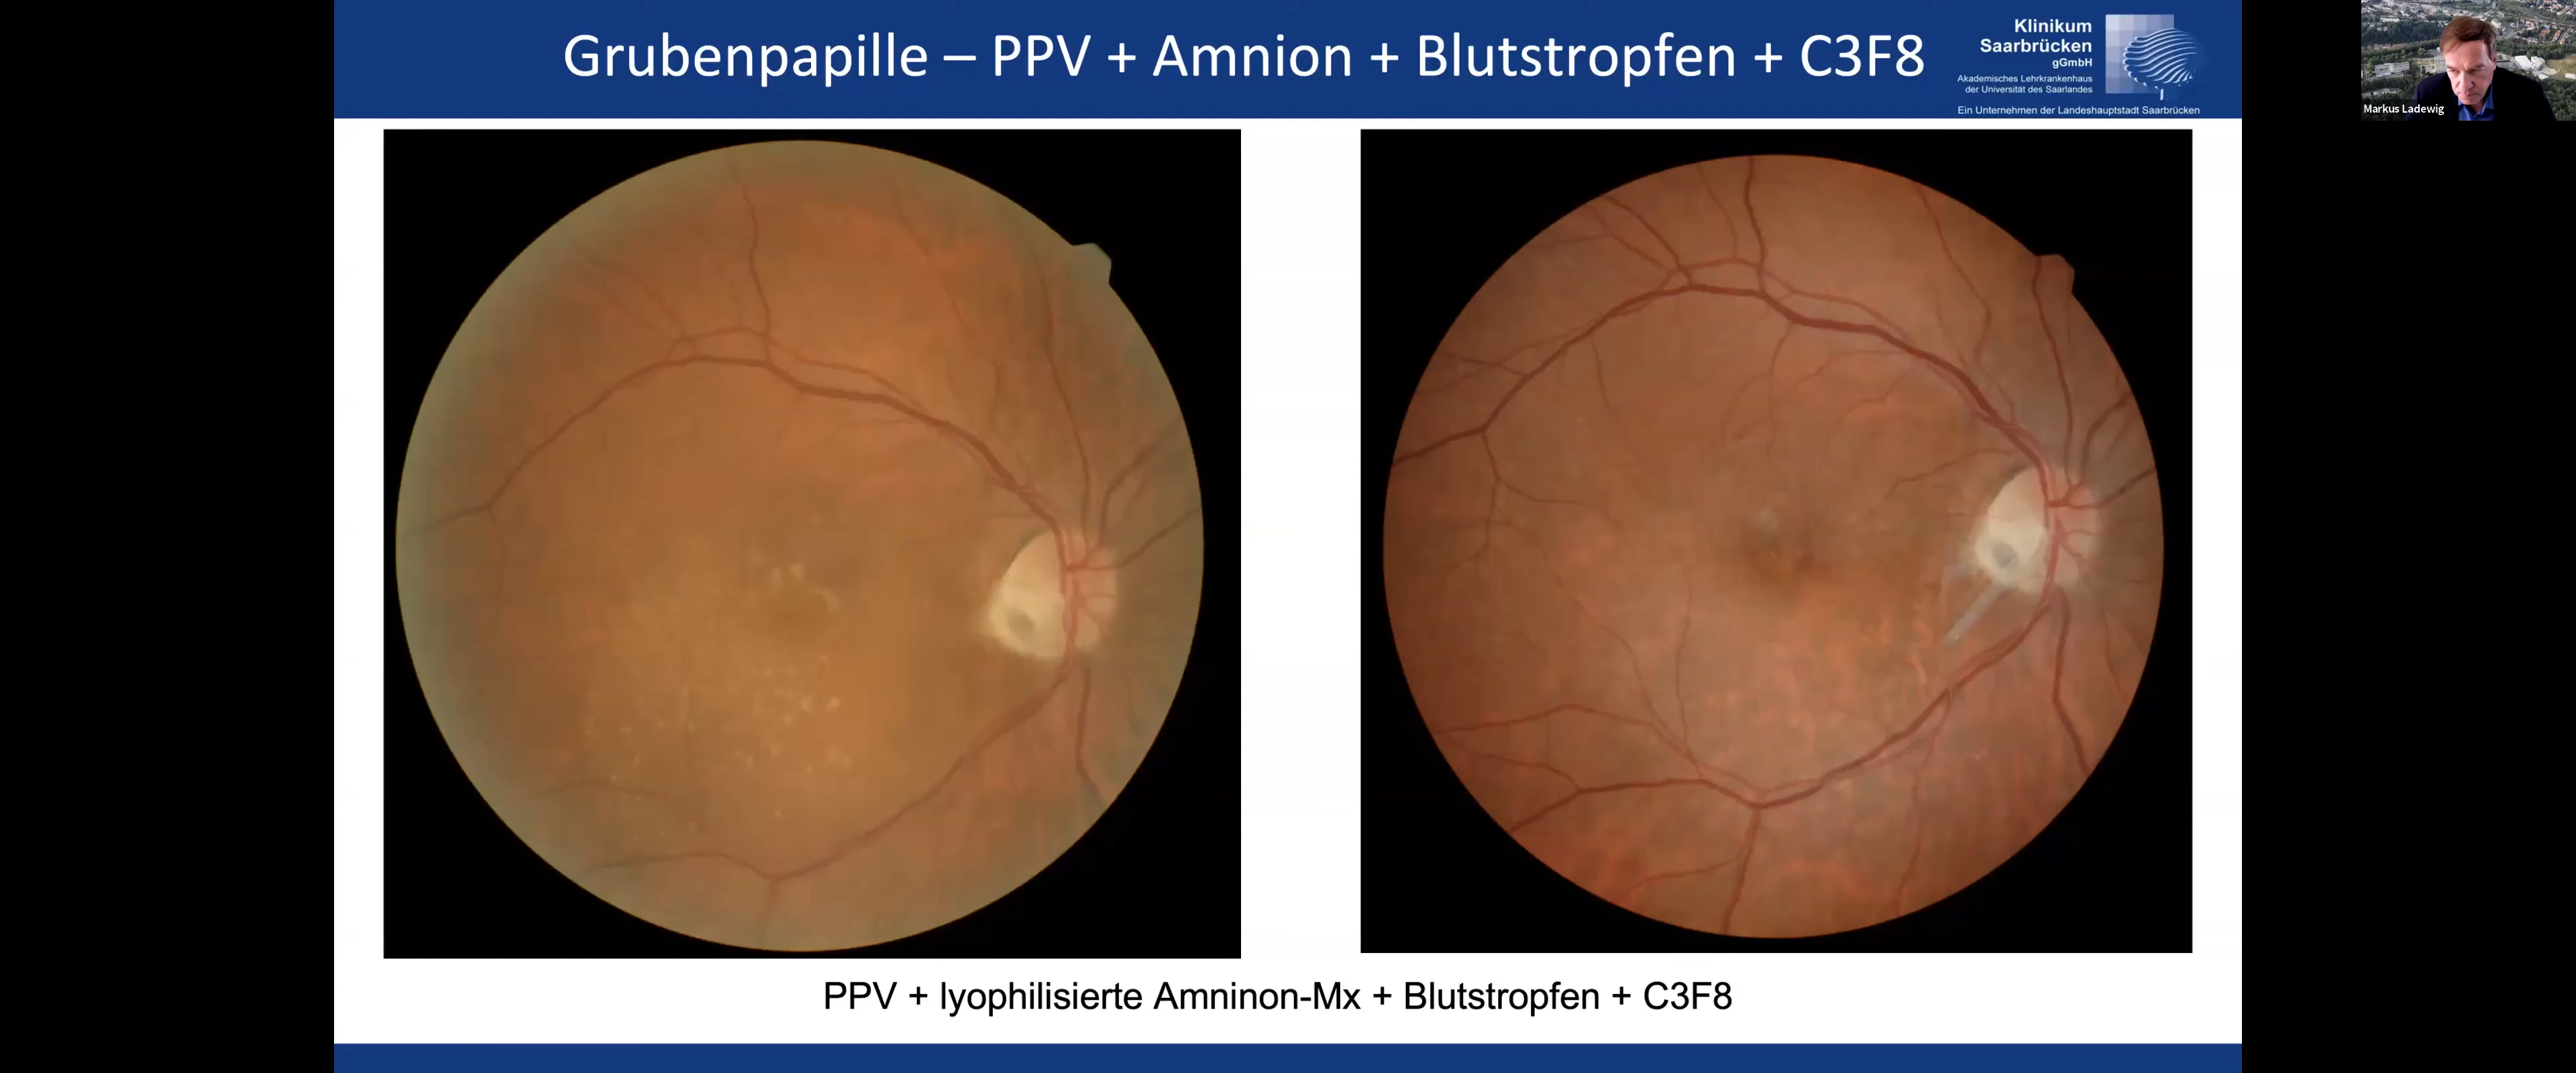 Grubenpapille – PPV + Amnion + Blutstropfen + C3F8
Klinikum
Saarbrücken
gGmbH
Akademisches Lehrkrankenhaus
der Universität des Saarlandes
Ein Unternehmen der Landeshauptstadt Saarbrücken
Markus Ladewig
PPV + lyophilisierte Amninon-Mx + Blutstropfen + C3F8